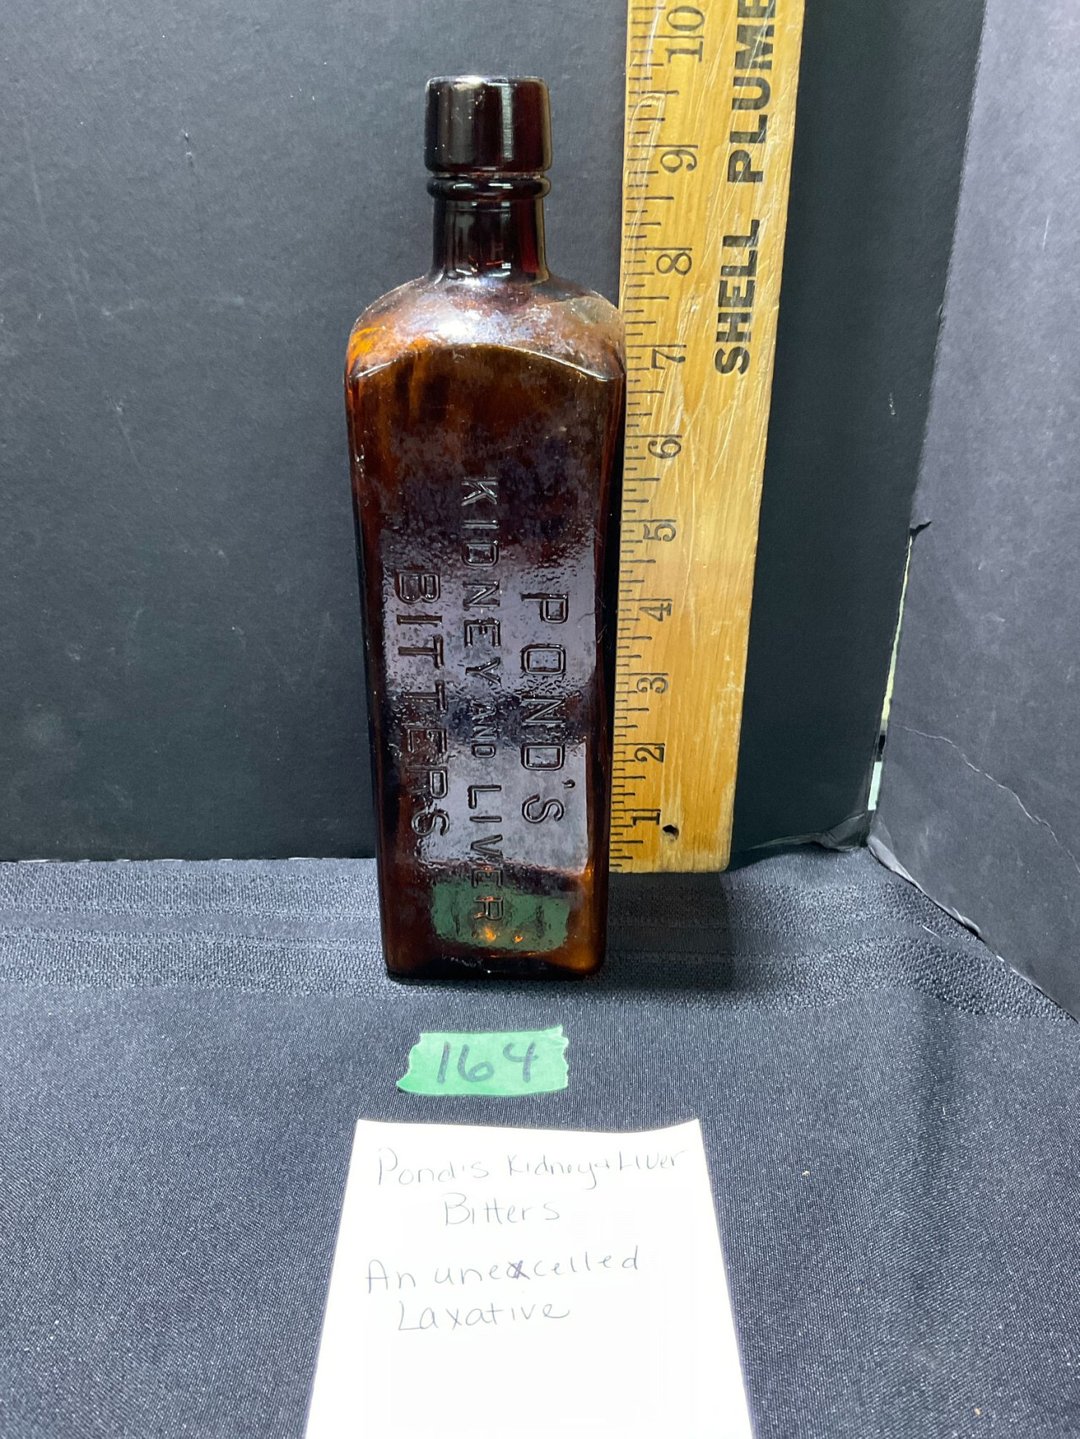 POND'S
KIDNEY AND LIVER
BITTERS
10
9
8
7
6
5
4
3
2
1
SHELL PLUME
164
Pond's Kidney + Liver
Bitters
An unexcelled
Laxative